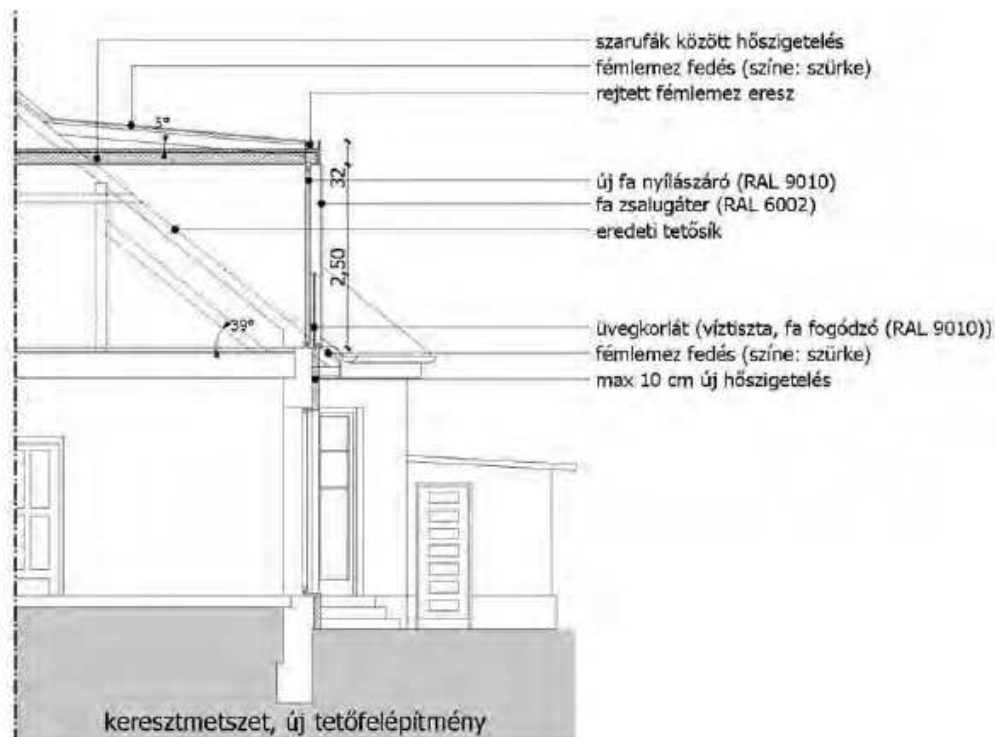 szarufák között hőszigetelés
fémlemez fedés (színe: szürke)
rejtett fémlemez eresz
5°
32
új fa nyílászáró (RAL 9010)
fa zsalugáter (RAL 6002)
eredeti tetősík
2,50
39°
üvegkorlát (víztiszta, fa fogódzó (RAL 9010))
fémlemez fedés (színe: szürke)
max 10 cm új hőszigetelés
keresztmetszet, új tetőfelépítmény